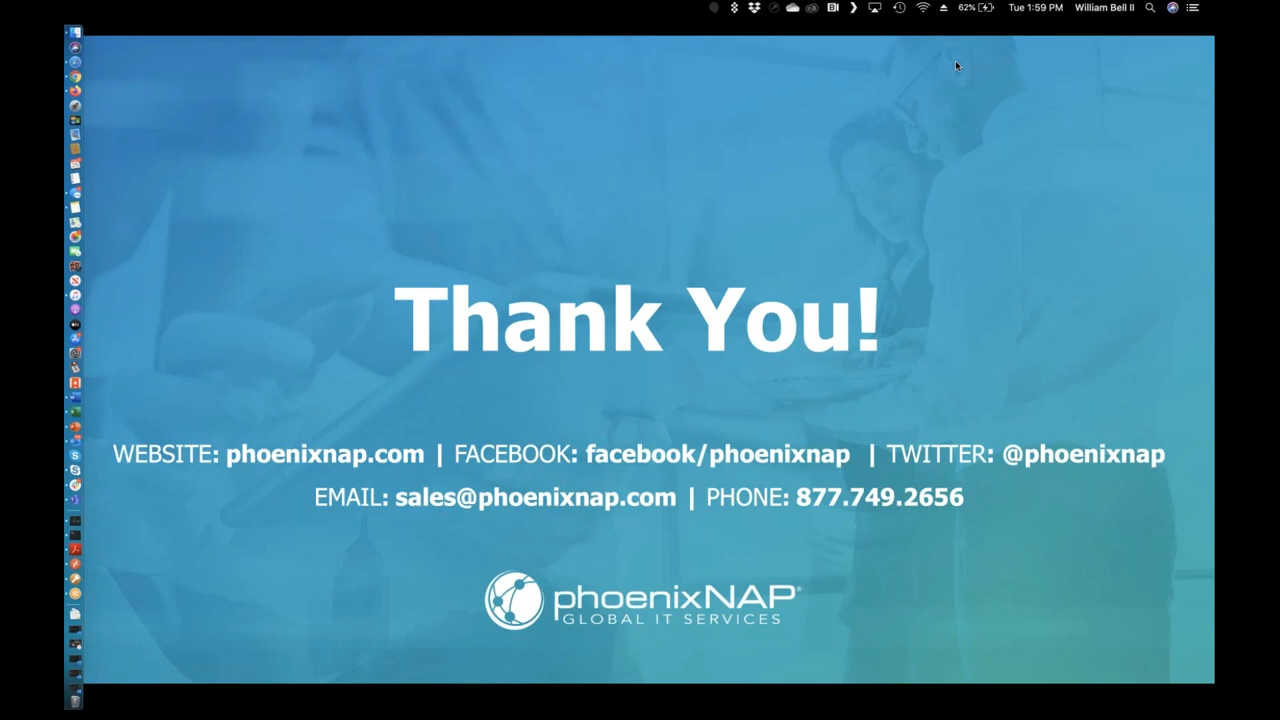 62% Tue 1:59 PM William Bell II
Thank You!
WEBSITE: phoenixnap.com | FACEBOOK: facebook/phoenixnap | TWITTER: @phoenixnap
EMAIL: sales@phoenixnap.com | PHONE: 877.749.2656
phoenixNAP®
GLOBAL IT SERVICES